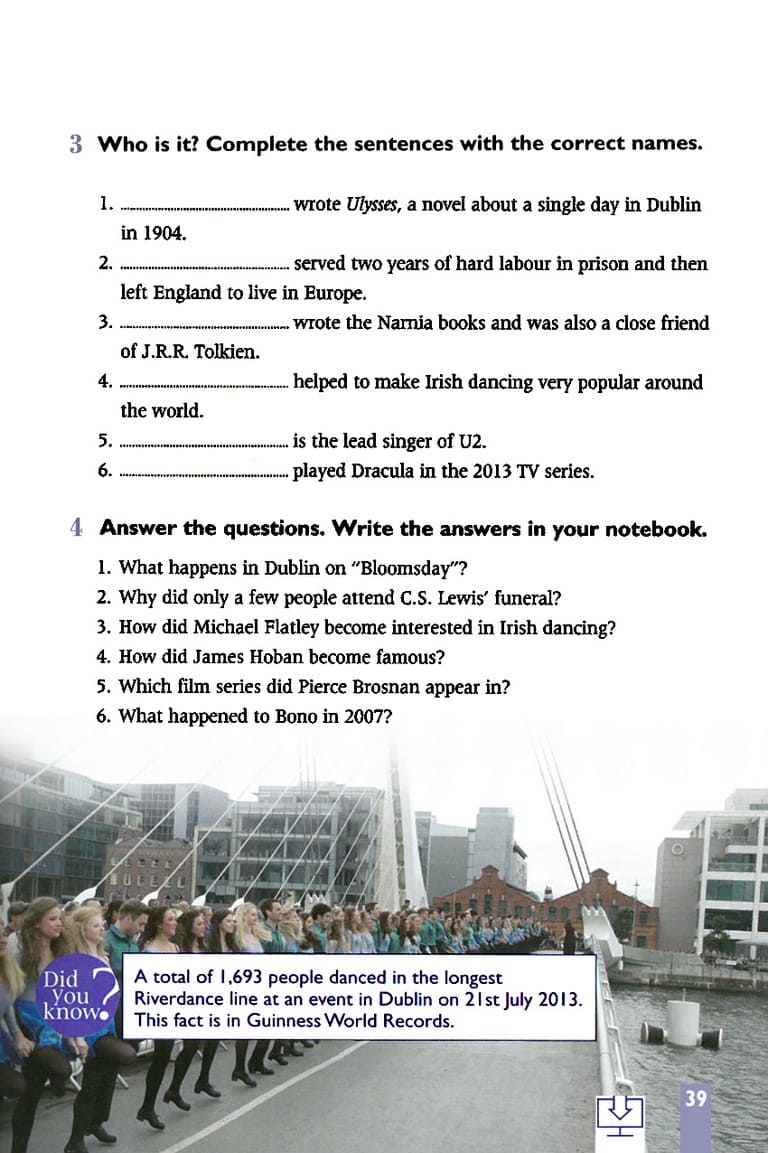 3 Who is it? Complete the sentences with the correct names.
1. ................................................ wrote Ulysses, a novel about a single day in Dublin
in 1904.
2. ................................................ served two years of hard labour in prison and then
left England to live in Europe.
3. ................................................ wrote the Narnia books and was also a close friend
of J.R.R. Tolkien.
4. ................................................ helped to make Irish dancing very popular around
the world.
5. ................................................ is the lead singer of U2.
6. ................................................ played Dracula in the 2013 TV series.
4 Answer the questions. Write the answers in your notebook.
1. What happens in Dublin on “Bloomsday”?
2. Why did only a few people attend C.S. Lewis’ funeral?
3. How did Michael Flatley become interested in Irish dancing?
4. How did James Hoban become famous?
5. Which film series did Pierce Brosnan appear in?
6. What happened to Bono in 2007?
Did
You
know?
A total of 1,693 people danced in the longest
Riverdance line at an event in Dublin on 21st July 2013.
This fact is in Guinness World Records.
39